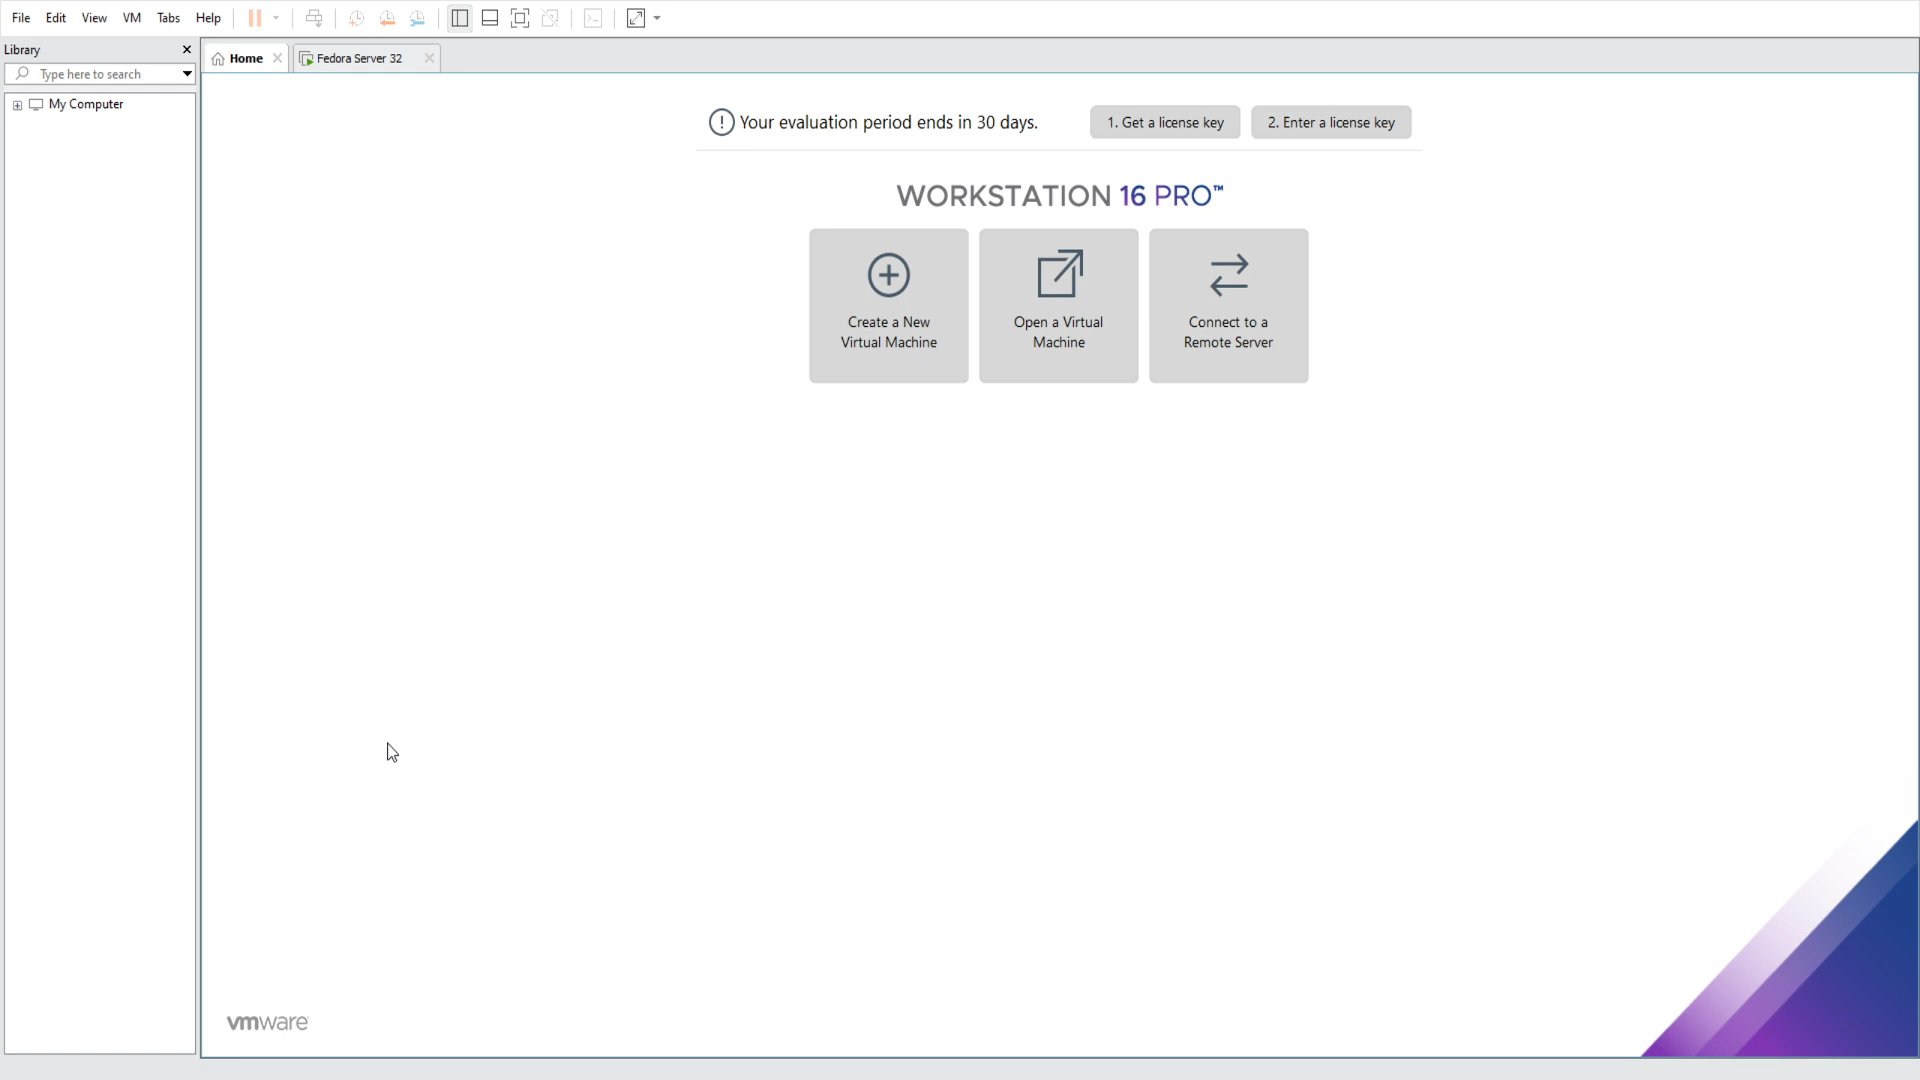 File Edit View VM Tabs Help
Library
Type here to search
My Computer
Home
Fedora Server 32
Your evaluation period ends in 30 days.
1. Get a license key
2. Enter a license key
WORKSTATION 16 PRO™
Create a New
Virtual Machine
Open a Virtual
Machine
Connect to a
Remote Server
vmware